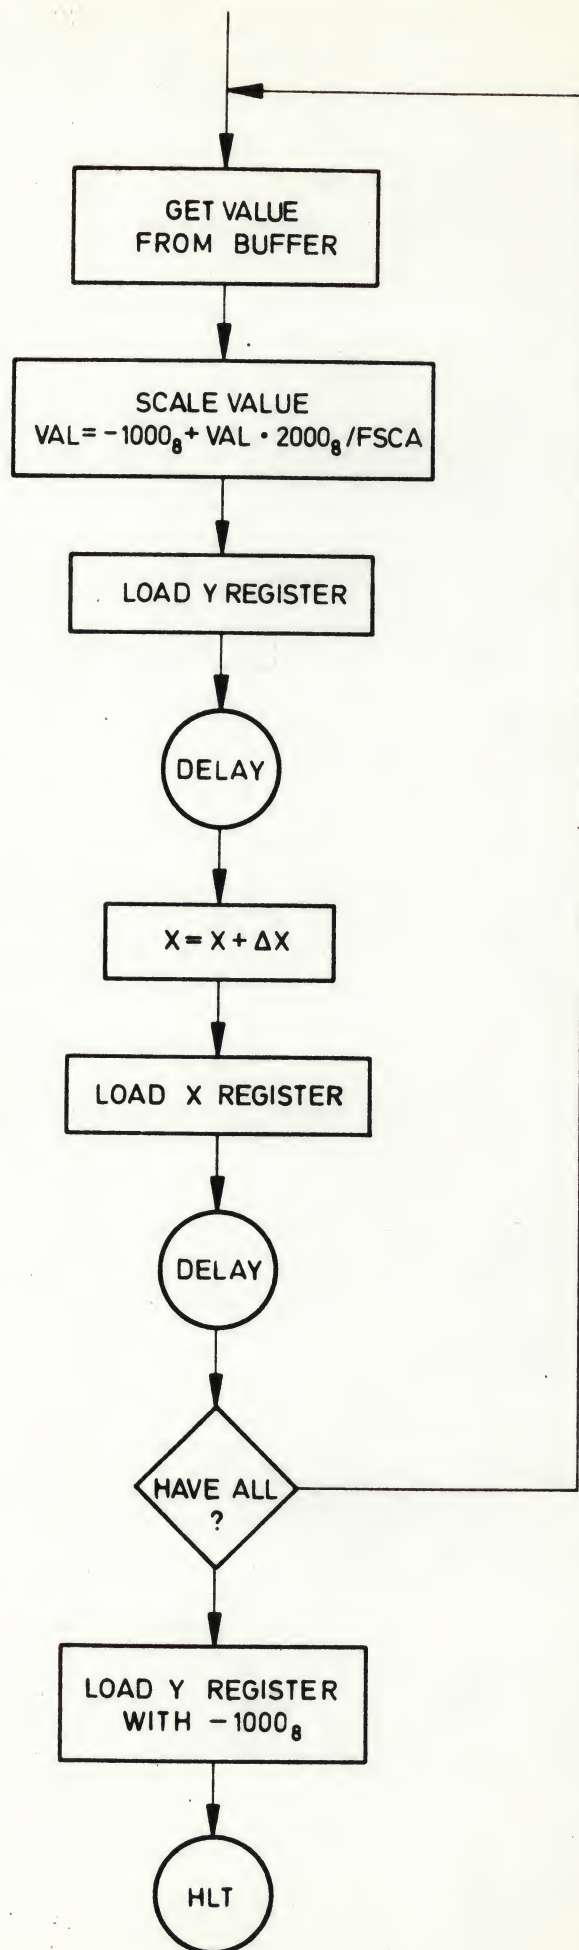 GET VALUE
FROM BUFFER
SCALE VALUE
VAL = -1000₈ + VAL · 2000₈/FSCA
LOAD Y REGISTER
DELAY
X = X + ΔX
LOAD X REGISTER
DELAY
HAVE ALL
?
LOAD Y REGISTER
WITH -1000₈
HLT